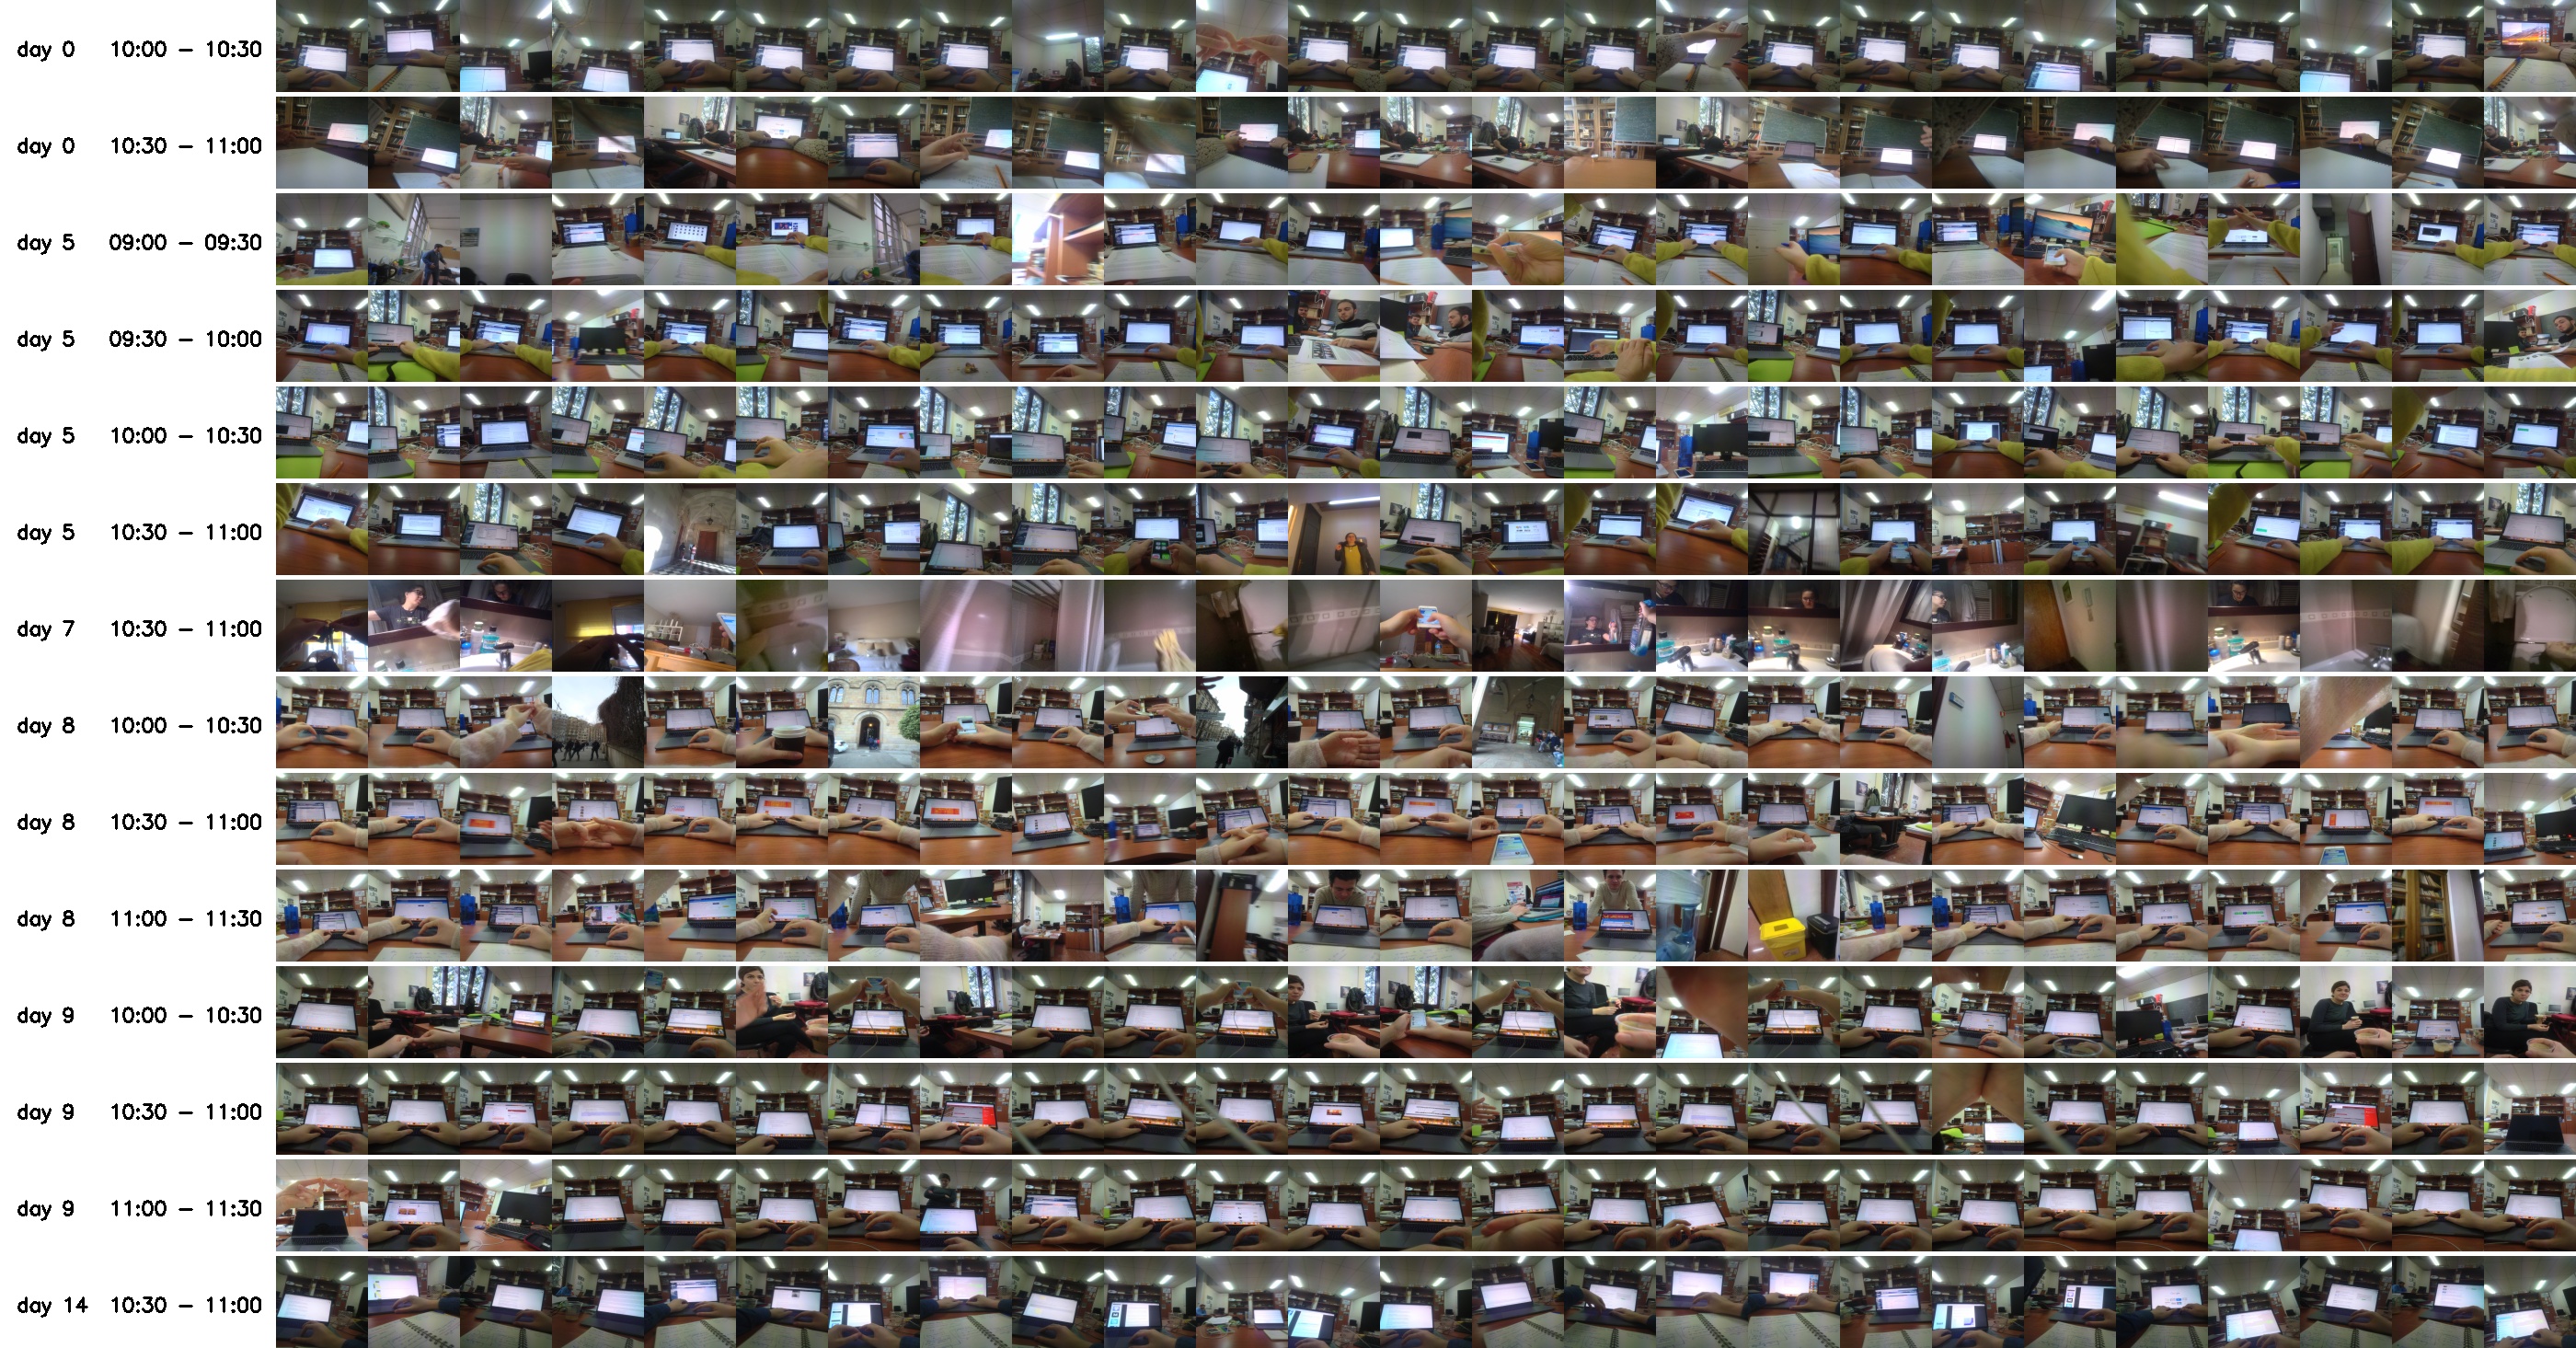 day 0 10:00 - 10:30
day 0 10:30 - 11:00
day 5 09:00 - 09:30
day 5 09:30 - 10:00
day 5 10:00 - 10:30
day 5 10:30 - 11:00
day 7 10:30 - 11:00
day 8 10:00 - 10:30
day 8 10:30 - 11:00
day 8 11:00 - 11:30
day 9 10:00 - 10:30
day 9 10:30 - 11:00
day 9 11:00 - 11:30
day 14 10:30 - 11:00